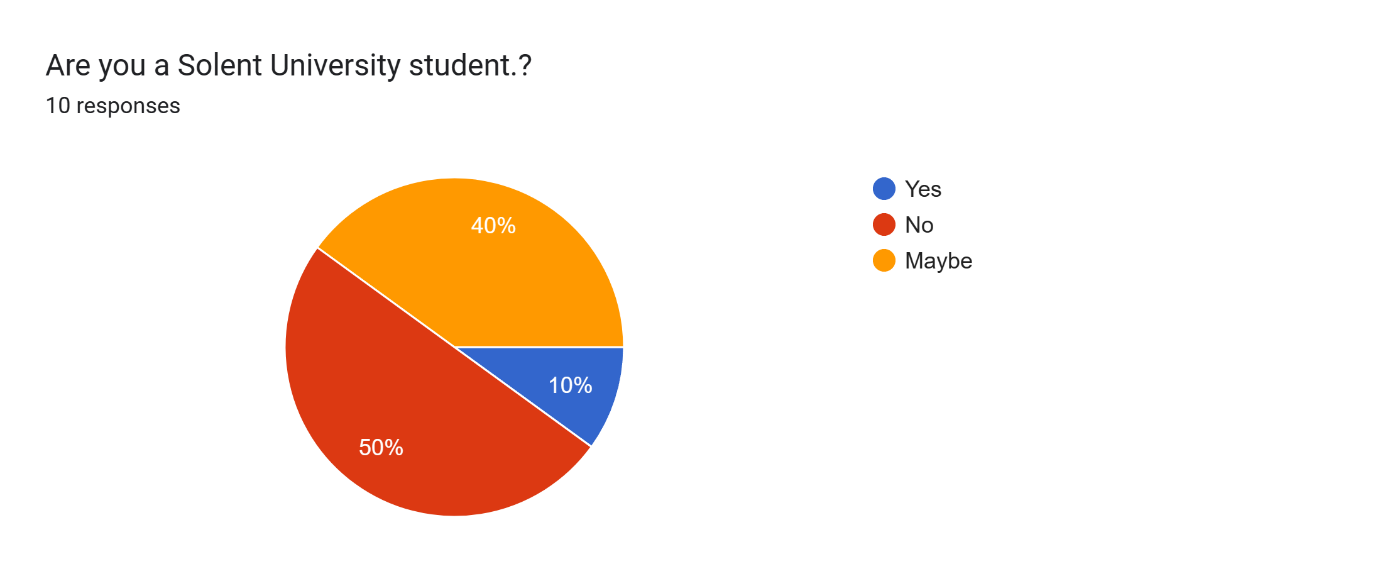 Are you a Solent University student.?
10 responses
Yes
No
Maybe
40%
10%
50%